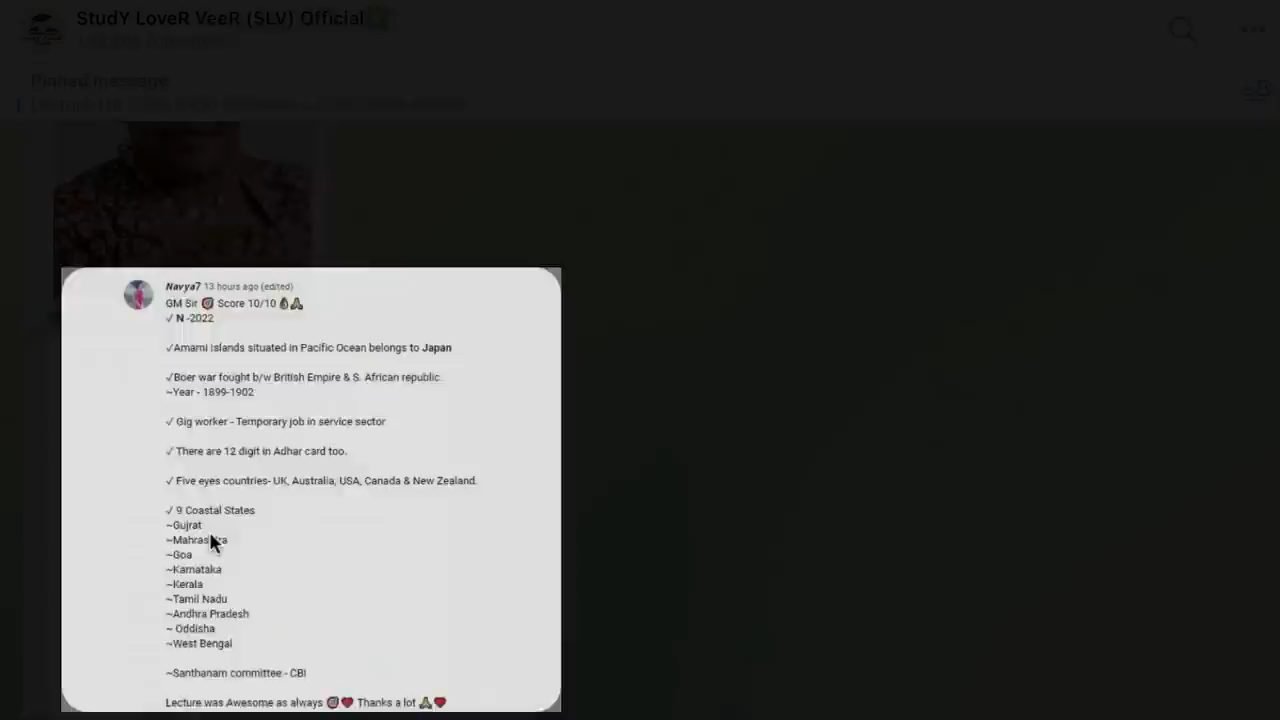 StudY LoveR VeeR (SLV) Official
Pinned message
Navya7 13 hours ago (edited)
GM Sir 🎯 Score 10/10 🙏
✓ N -2022
✓Amami Islands situated in Pacific Ocean belongs to Japan
✓Boer war fought b/w British Empire & S. African republic.
~Year - 1899-1902
✓ Gig worker - Temporary job in service sector
✓ There are 12 digit in Adhar card too.
✓ Five eyes countries- UK, Australia, USA, Canada & New Zealand.
✓ 9 Coastal States
~Gujrat
~Goa
~Karnataka
~Kerala
~Tamil Nadu
~Andhra Pradesh
~ Oddisha
~West Bengal
~Santhanam committee - CBI
Lecture was Awesome as always 🎯❤️ Thanks a lot 🙏❤️